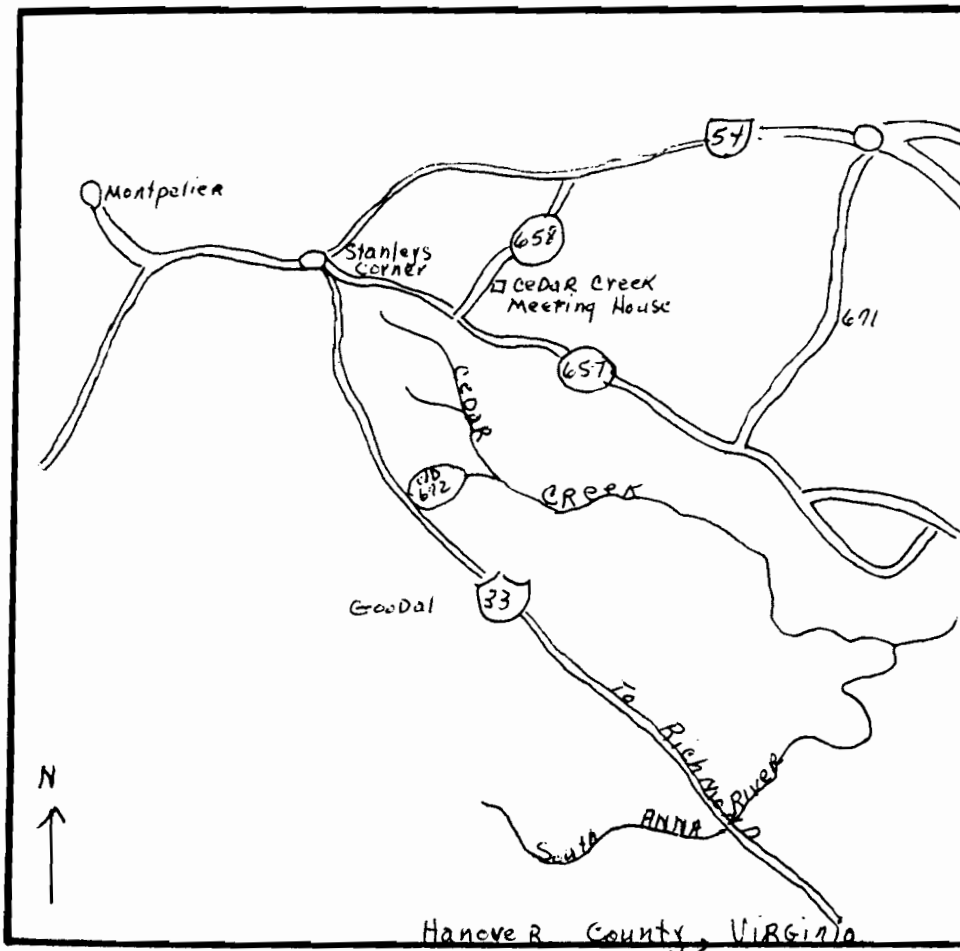 54
Montpelier
658
Stanleys
Corner
Cedar Creek
Meeting House
671
657
Cedar
672
Creek
33
Goodal
To Richmond
N
River
South Anna
Hanover County, Virginia